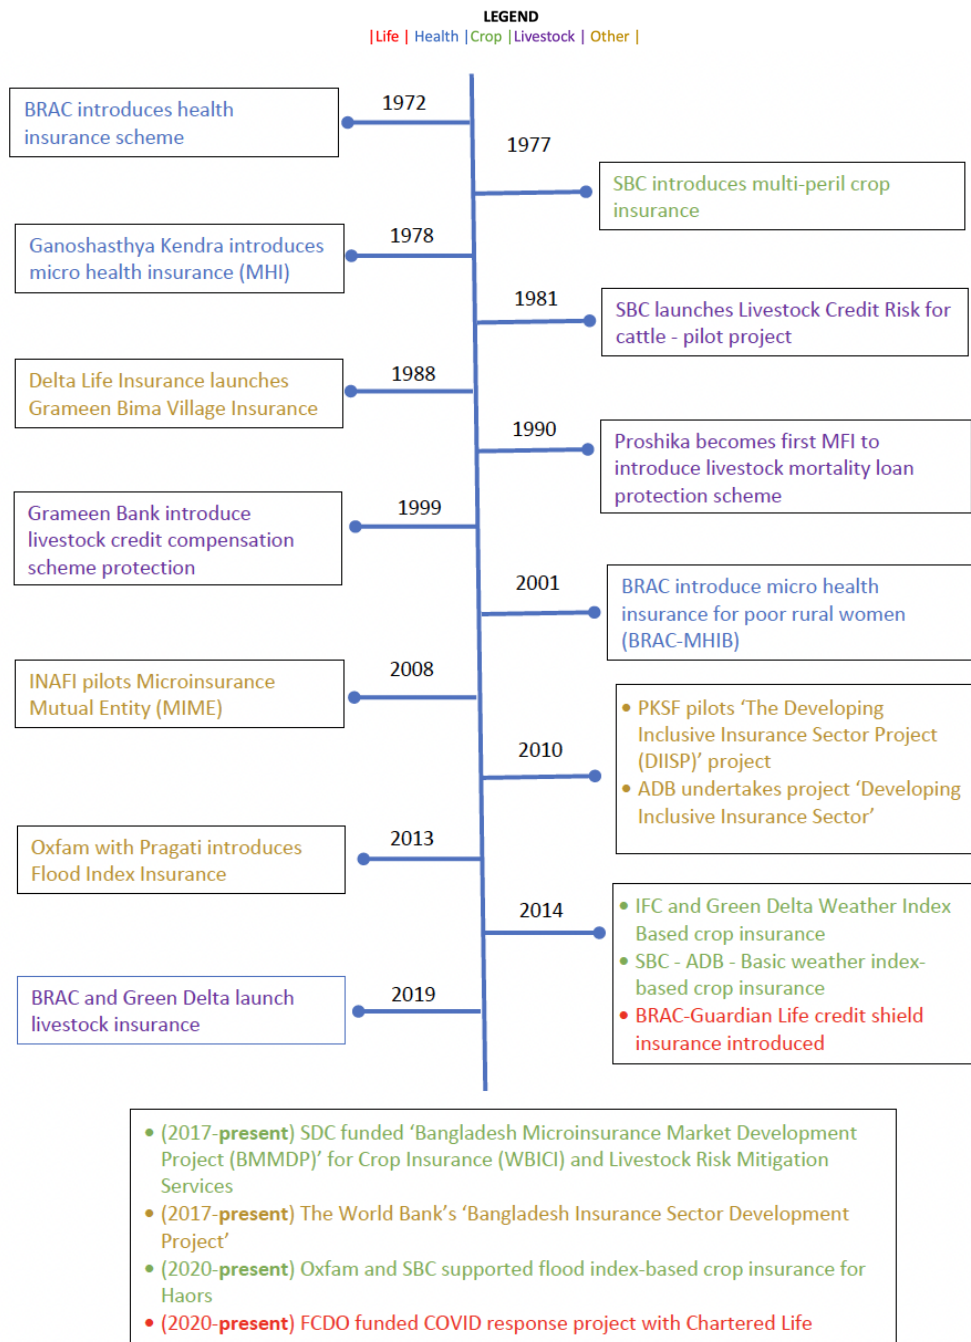 LEGEND
|Life | Health |Crop |Livestock | Other |
1972
BRAC introduces health
insurance scheme
1977
SBC introduces multi-peril crop
insurance
1978
Ganoshasthya Kendra introduces
micro health insurance (MHI)
1981
SBC launches Livestock Credit Risk for
cattle - pilot project
1988
Delta Life Insurance launches
Grameen Bima Village Insurance
1990
Proshika becomes first MFI to
introduce livestock mortality loan
protection scheme
1999
Grameen Bank introduce
livestock credit compensation
scheme protection
2001
BRAC introduce micro health
insurance for poor rural women
(BRAC-MHIB)
2008
INAFI pilots Microinsurance
Mutual Entity (MIME)
2010
• PKSF pilots ‘The Developing
Inclusive Insurance Sector Project
(DIISP)’ project
• ADB undertakes project ‘Developing
Inclusive Insurance Sector’
2013
Oxfam with Pragati introduces
Flood Index Insurance
2014
• IFC and Green Delta Weather Index
Based crop insurance
• SBC - ADB - Basic weather index-
based crop insurance
• BRAC-Guardian Life credit shield
insurance introduced
2019
BRAC and Green Delta launch
livestock insurance
• (2017-present) SDC funded ‘Bangladesh Microinsurance Market Development
Project (BMMDP)’ for Crop Insurance (WBICI) and Livestock Risk Mitigation
Services
• (2017-present) The World Bank’s ‘Bangladesh Insurance Sector Development
Project’
• (2020-present) Oxfam and SBC supported flood index-based crop insurance for
Haors
• (2020-present) FCDO funded COVID response project with Chartered Life